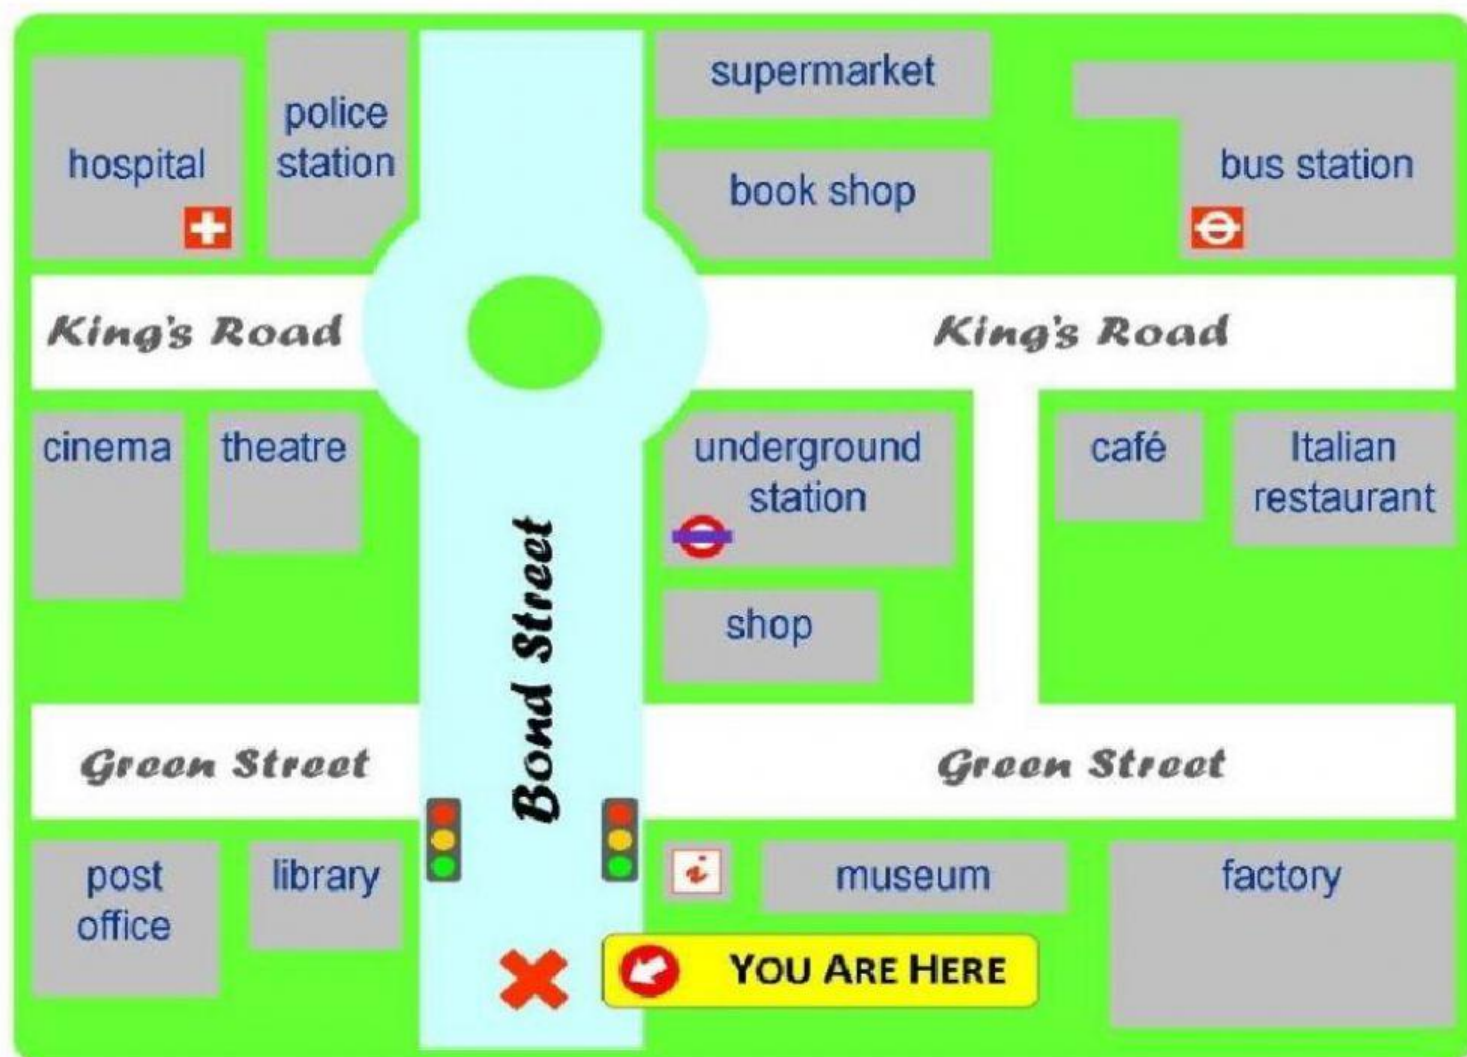 hospital
police
station
supermarket
book shop
bus station
King's Road
King's Road
cinema
theatre
underground
station
café
Italian
restaurant
shop
Bond Street
Green Street
Green Street
post
office
library
i
museum
factory
YOU ARE HERE